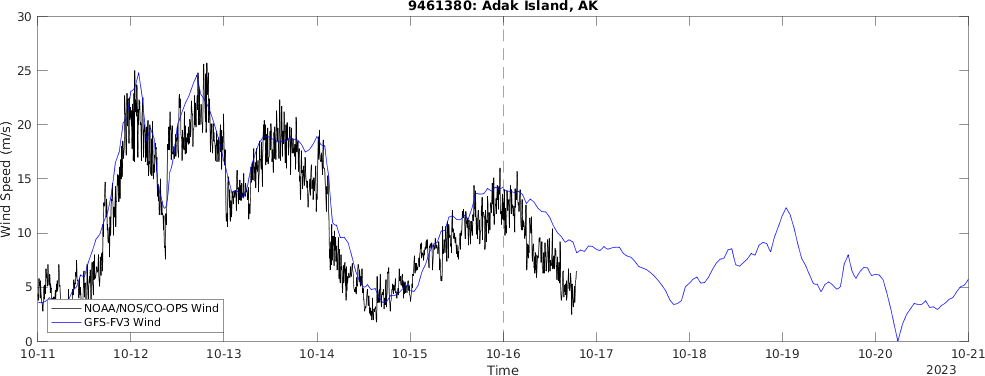 9461380: Adak Island, AK
30
25
20
15
10
5
0
Wind Speed (m/s)
NOAA/NOS/CO-OPS Wind
GFS-FV3 Wind
10-11 10-12 10-13 10-14 10-15 10-16 10-17 10-18 10-19 10-20 10-21
Time
2023